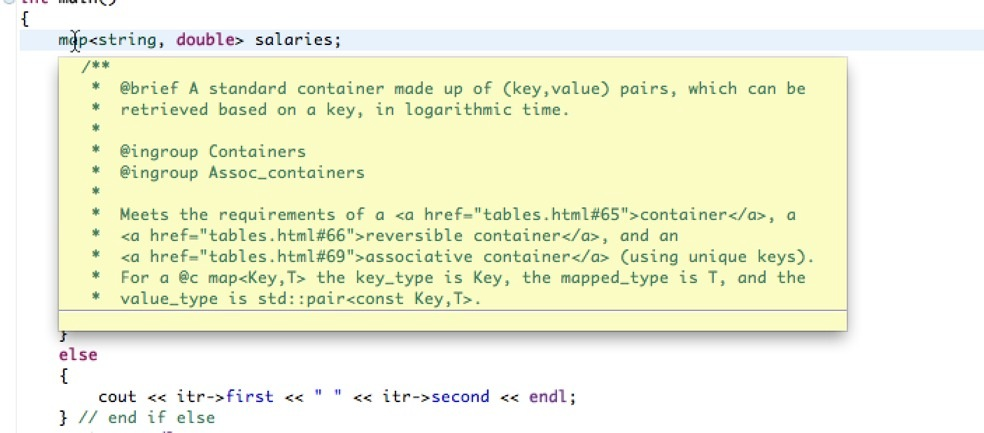 int main()
{
map<string, double> salaries;
/**
* @brief A standard container made up of (key,value) pairs, which can be
* retrieved based on a key, in logarithmic time.
*
* @ingroup Containers
* @ingroup Assoc_containers
*
* Meets the requirements of a <a href="tables.html#65">container</a>, a
* <a href="tables.html#66">reversible container</a>, and an
* <a href="tables.html#69">associative container</a> (using unique keys).
* For a @c map<Key,T> the key_type is Key, the mapped_type is T, and the
* value_type is std::pair<const Key,T>.
}
else
{
cout << itr->first << " " << itr->second << endl;
} // end if else